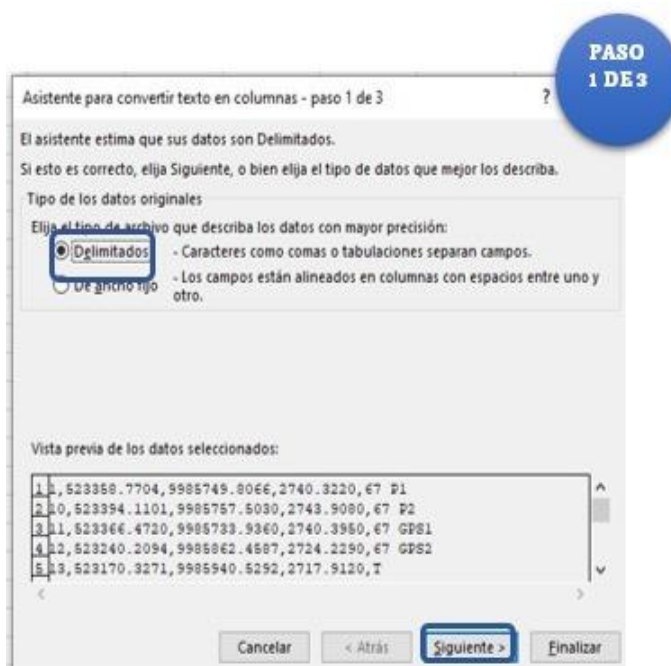 PASO
1 DE 3
Asistente para convertir texto en columnas - paso 1 de 3 ?
El asistente estima que sus datos son Delimitados.
Si esto es correcto, elija Siguiente, o bien elija el tipo de datos que mejor los describa.
Tipo de los datos originales
Elija el tipo de archivo que describa los datos con mayor precisión:
Delimitados - Caracteres como comas o tabulaciones separan campos.
De ancho fijo - Los campos están alineados en columnas con espacios entre uno y
otro.
Vista previa de los datos seleccionados:
1 1,523358.7704,9985749.8066,2740.3220,67 P1
2 10,523394.1101,9985757.5030,2743.9080,67 P2
3 11,523366.4720,9985733.9360,2740.3950,67 GPS1
4 12,523240.2094,9985862.4587,2724.2290,67 GPS2
5 13,523170.3271,9985940.5292,2717.9120,T
Cancelar < Atrás Siguiente > Finalizar